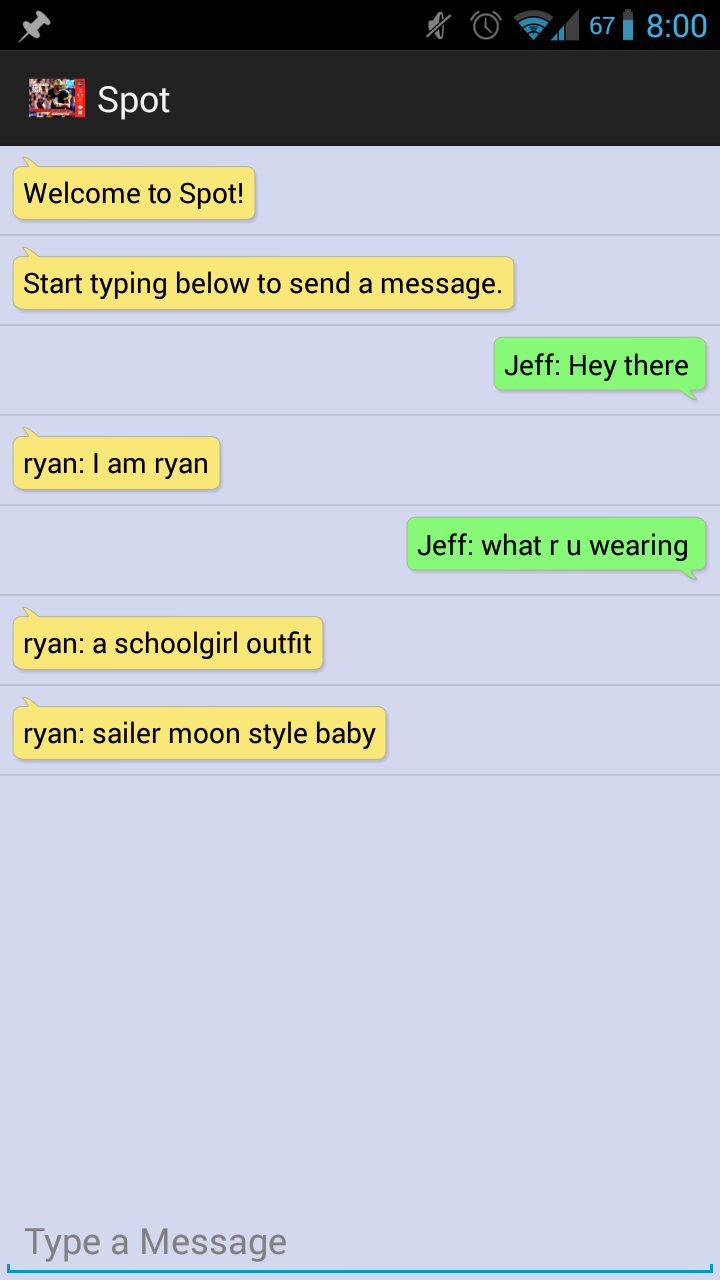 67 8:00
Spot
Welcome to Spot!
Start typing below to send a message.
Jeff: Hey there
ryan: I am ryan
Jeff: what r u wearing
ryan: a schoolgirl outfit
ryan: sailer moon style baby
Type a Message